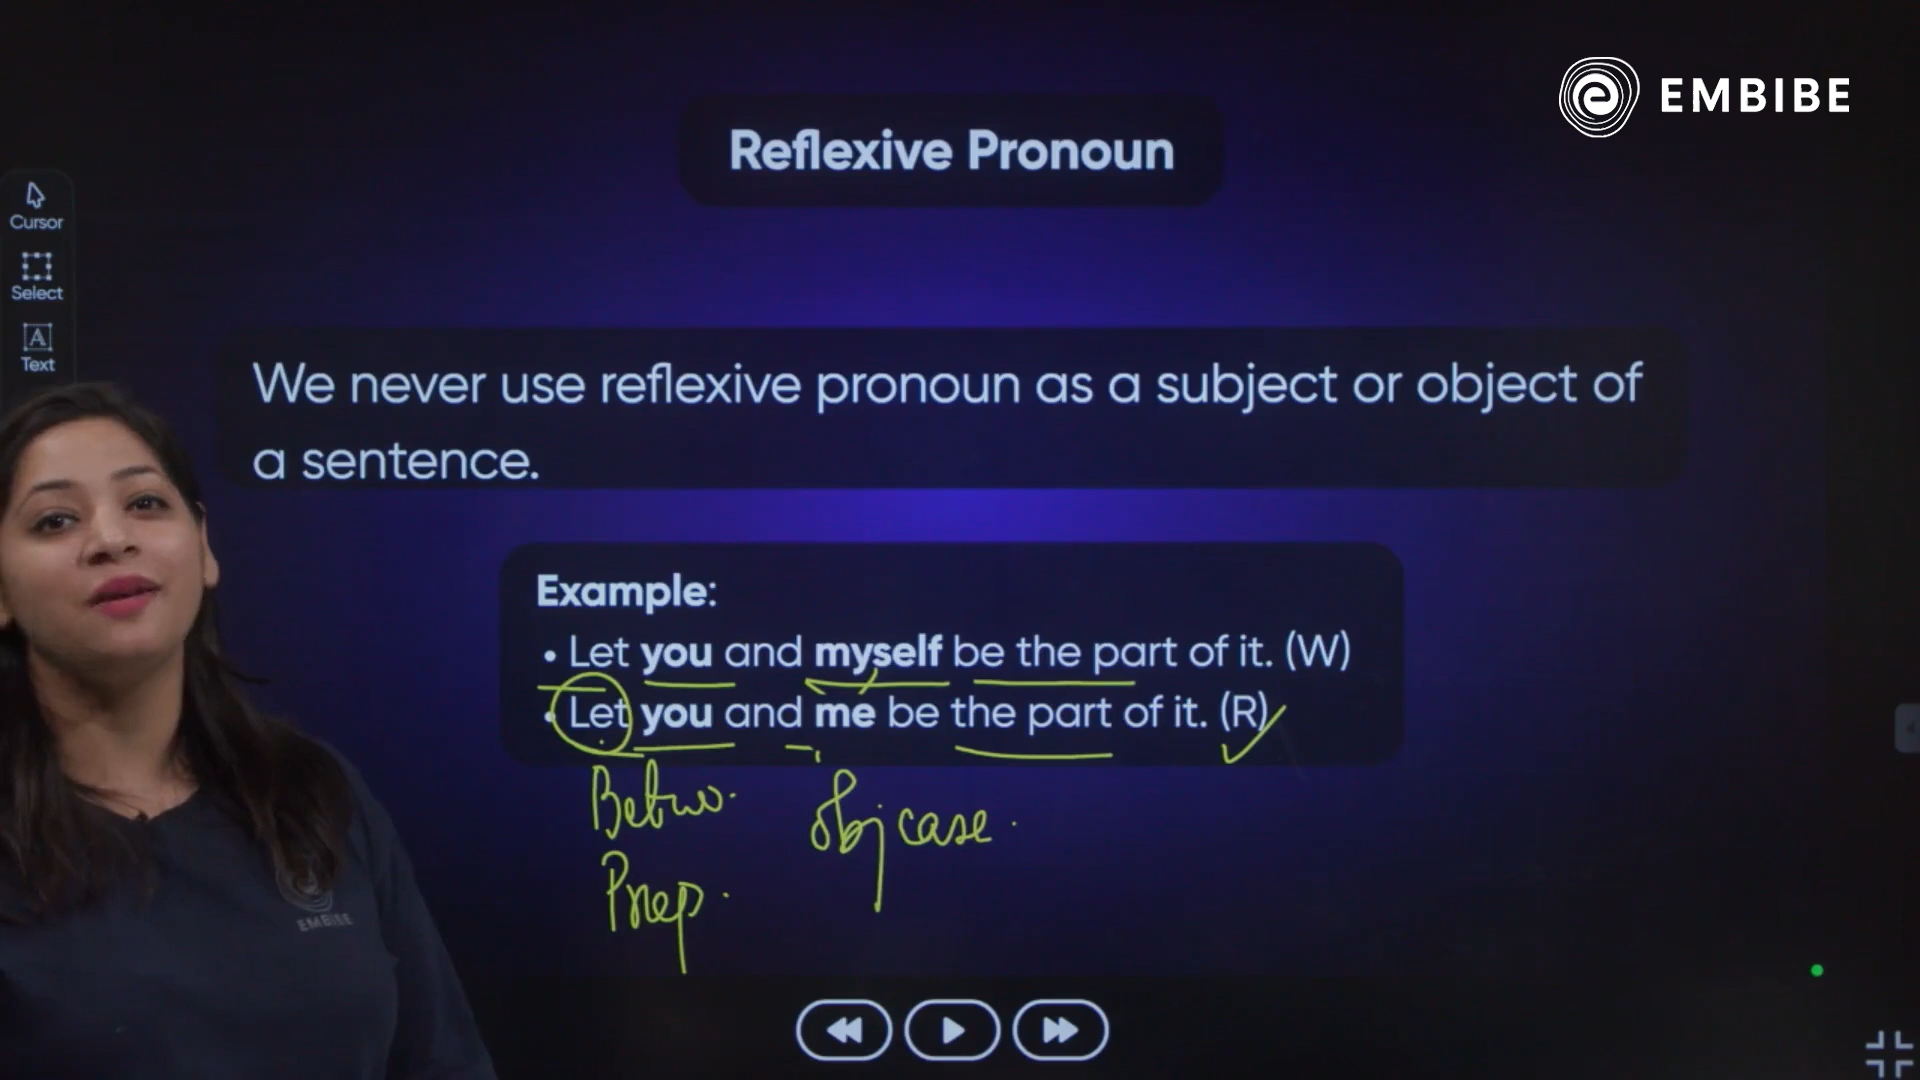 EMBIBE
Reflexive Pronoun
Cursor
Select
Text
We never use reflexive pronoun as a subject or object of
a sentence.
Example:
• Let you and myself be the part of it. (W)
• Let you and me be the part of it. (R)
Obj case.
Prep.
EMBIBE